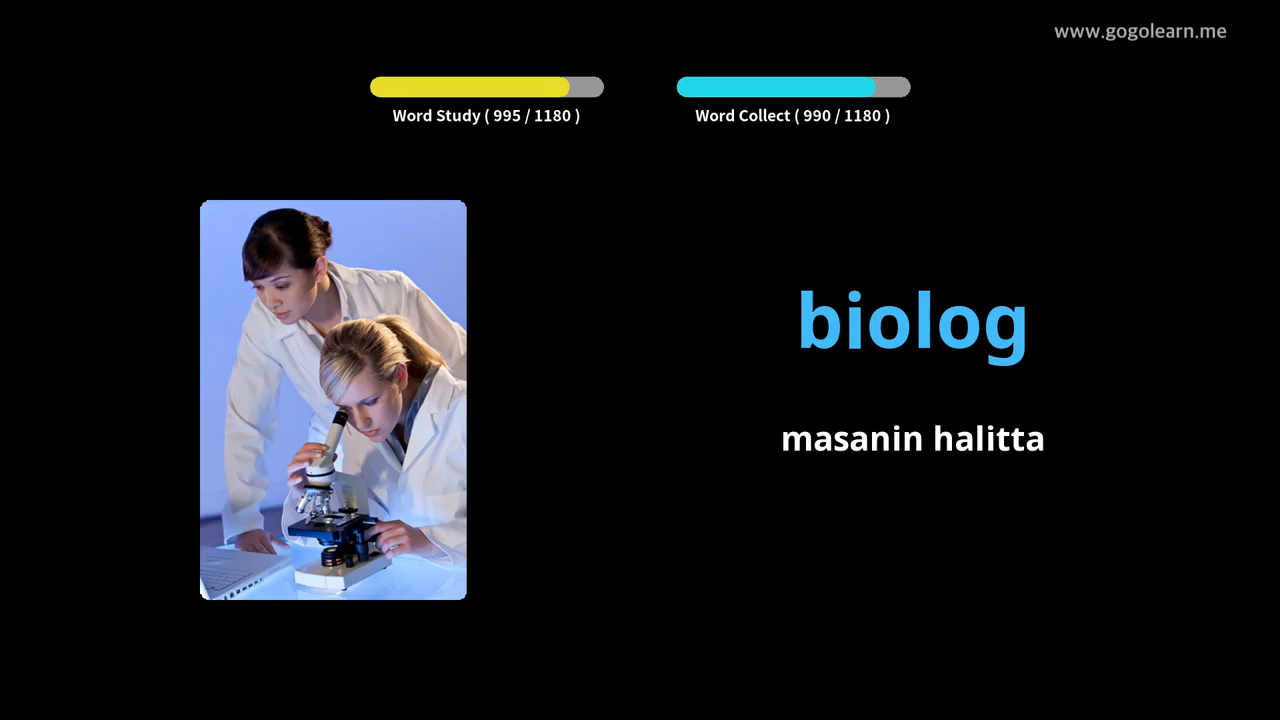 www.gogolearn.me
Word Study ( 995 / 1180 )
Word Collect ( 990 / 1180 )
biolog
masanin halitta